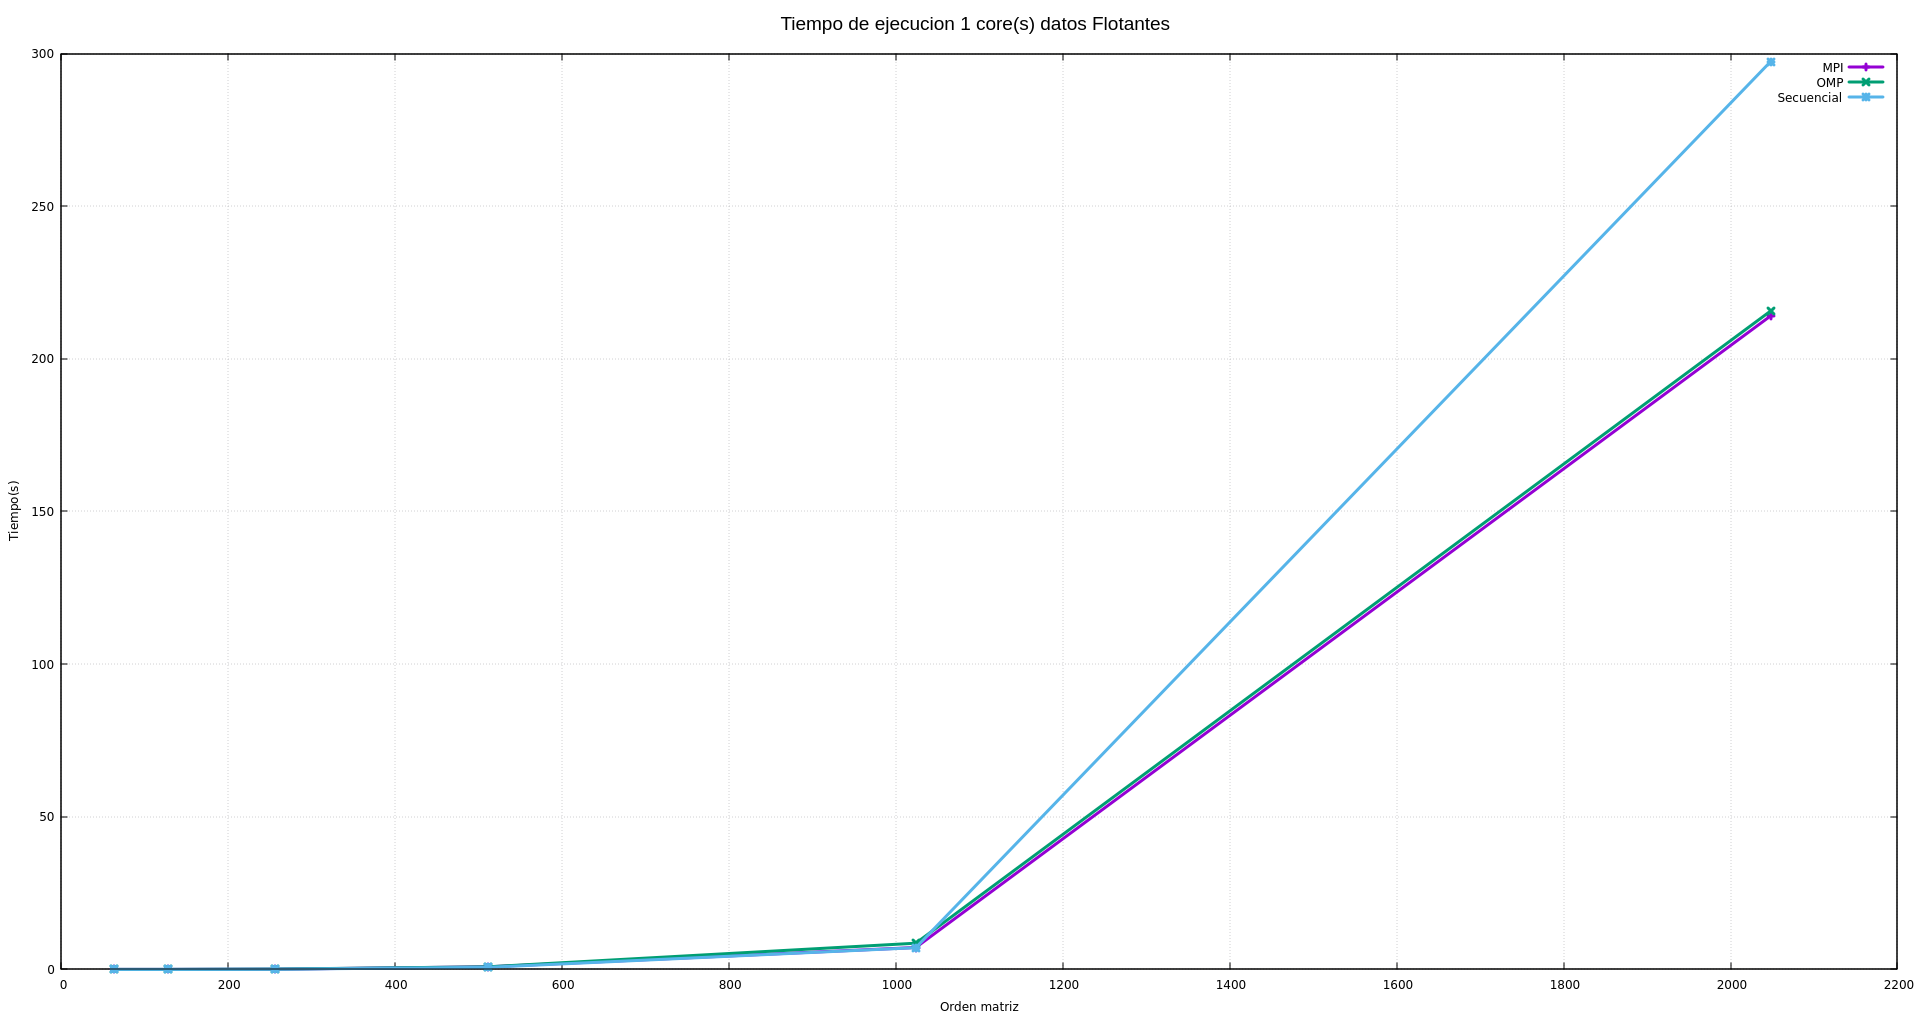 Tiempo de ejecucion 1 core(s) datos Flotantes
300
250
200
150
100
50
0
Tiempo(s)
MPI
OMP
Secuencial
0 200 400 600 800 1000 1200 1400 1600 1800 2000 2200
Orden matriz